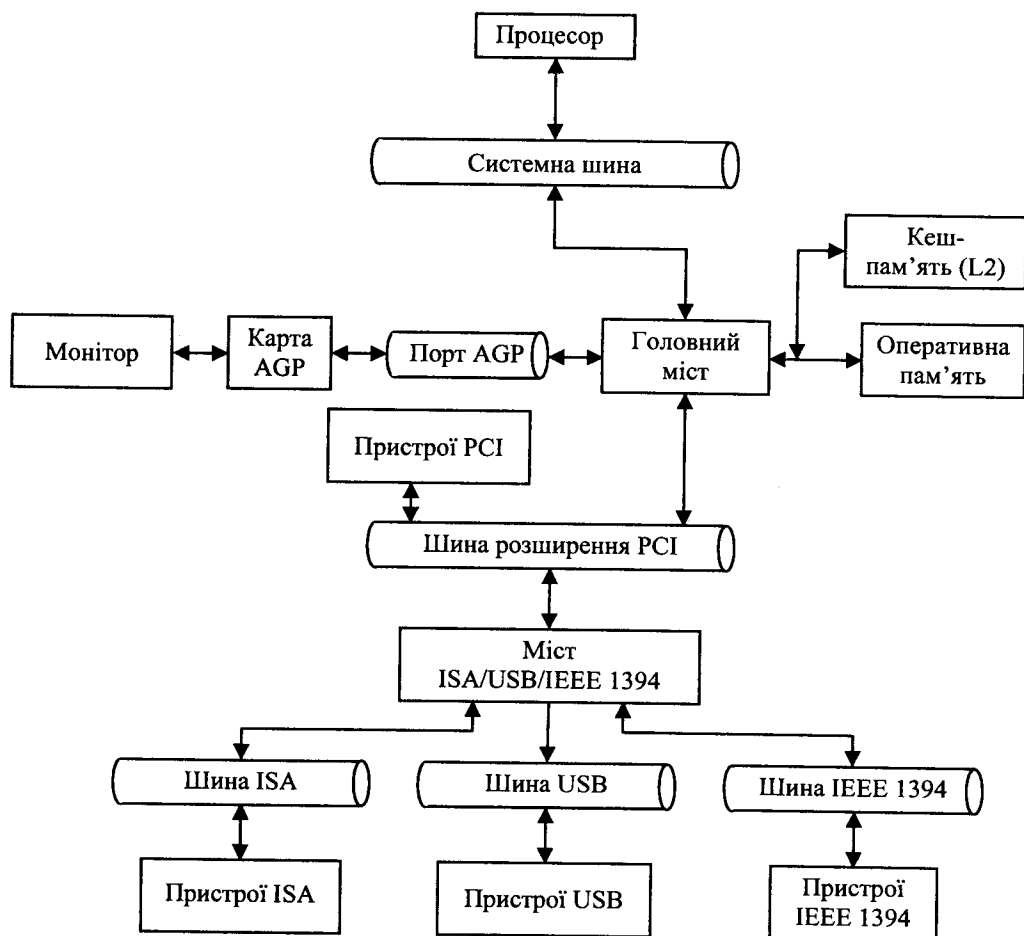 Процесор
Системна шина
Кеш-
пам’ять (L2)
Монітор
Карта
AGP
Порт AGP
Головний
міст
Оперативна
пам’ять
Пристрої PCI
Шина розширення PCI
Міст
ISA/USB/IEEE 1394
Шина ISA
Шина USB
Шина IEEE 1394
Пристрої ISA
Пристрої USB
Пристрої
IEEE 1394